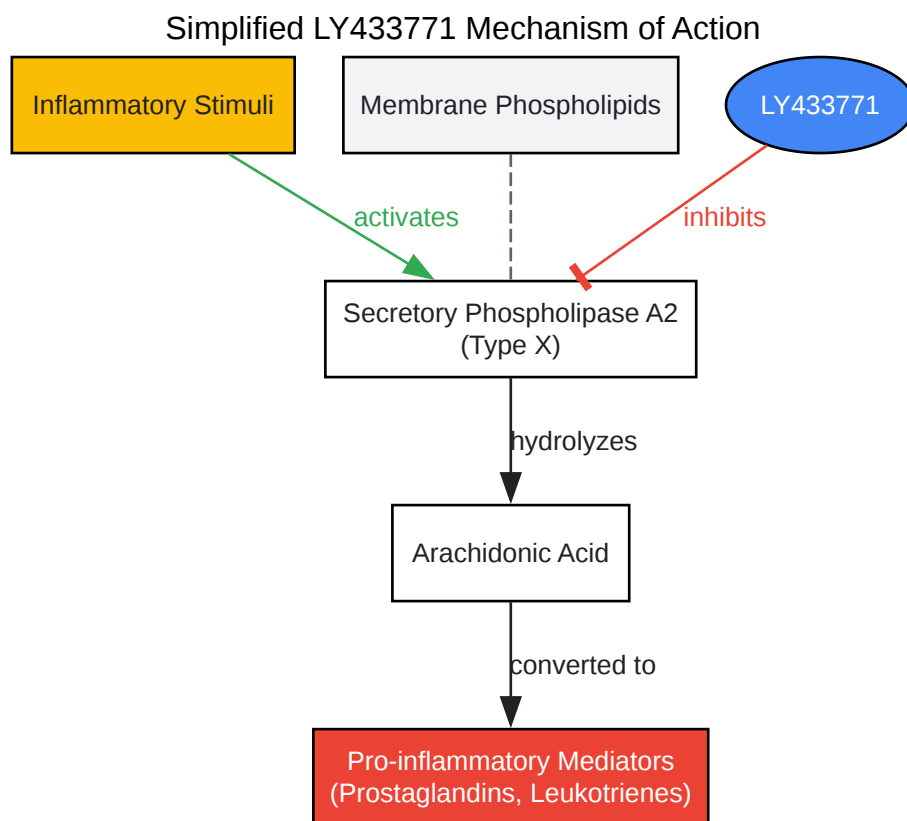 Simplified LY433771 Mechanism of Action
Inflammatory Stimuli
Membrane Phospholipids
LY433771
activates
inhibits
Secretory Phospholipase A2
(Type X)
hydrolyzes
Arachidonic Acid
converted to
Pro-inflammatory Mediators
(Prostaglandins, Leukotrienes)